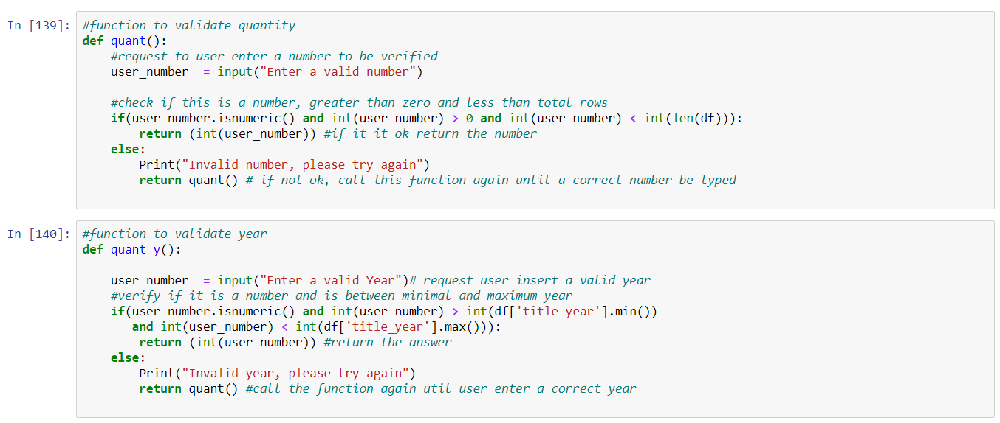 In [139]: #function to validate quantity
def quant():
    #request to user enter a number to be verified
    user_number  = input("Enter a valid number")
    #check if this is a number, greater than zero and less than total rows
    if(user_number.isnumeric() and int(user_number) > 0 and int(user_number) < int(len(df))):
        return (int(user_number)) #if it it ok return the number
    else:
        Print("Invalid number, please try again")
        return quant() # if not ok, call this function again until a correct number be typed
In [140]: #function to validate year
def quant_y():
    user_number  = input("Enter a valid Year")# request user insert a valid year
    #verify if it is a number and is between minimal and maximum year
    if(user_number.isnumeric() and int(user_number) > int(df['title_year'].min())
       and int(user_number) < int(df['title_year'].max())):
        return (int(user_number)) #return the answer
    else:
        Print("Invalid year, please try again")
        return quant() #call the function again util user enter a correct year